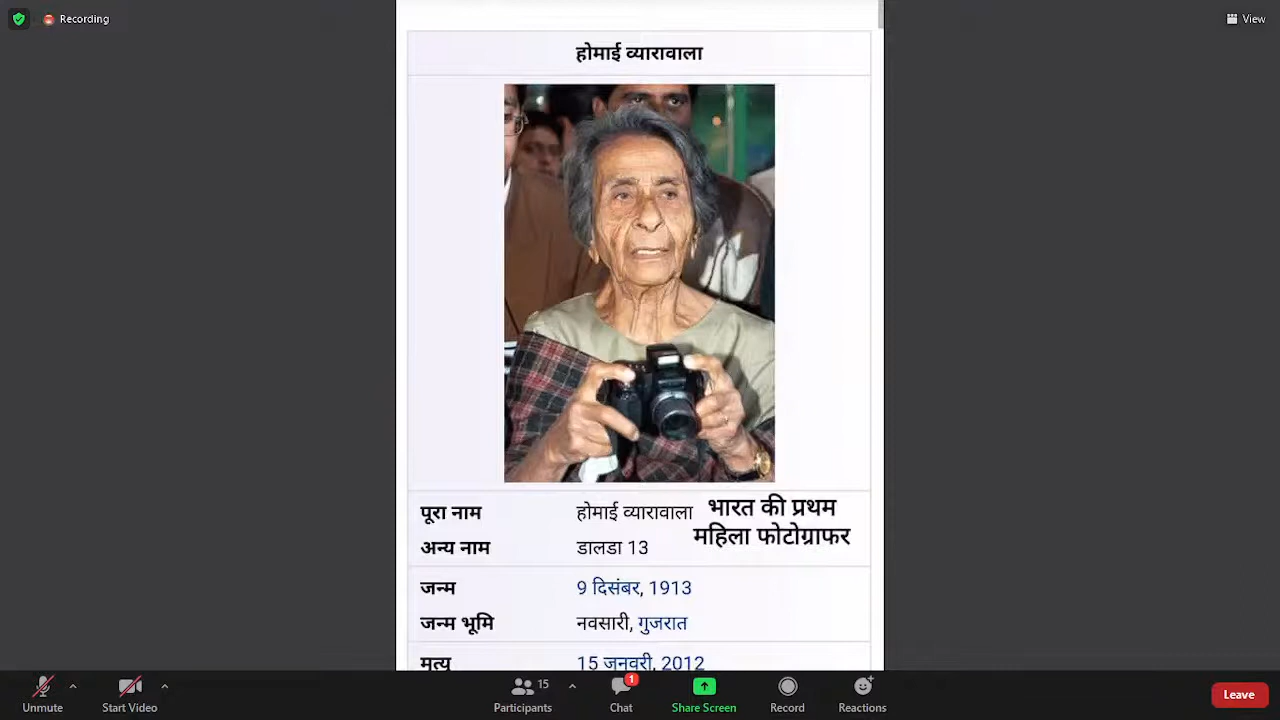 Recording
View
होमाई व्यारावाला
पूरा नाम होमाई व्यारावाला
भारत की प्रथम
महिला फोटोग्राफर
अन्य नाम डालडा 13
जन्म 9 दिसंबर, 1913
जन्म भूमि नवसारी, गुजरात
मृत्यु 15 जनवरी, 2012
Unmute
Start Video
15
Participants
1
Chat
Share Screen
Record
Reactions
Leave